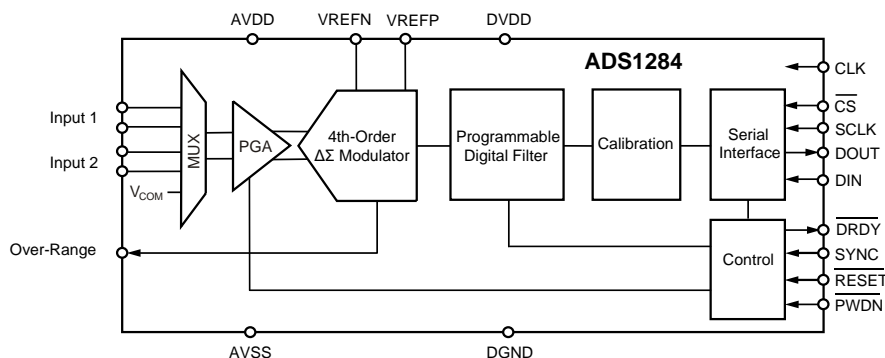 AVDD
VREFN
VREFP
DVDD
ADS1284
CLK
CS
SCLK
DOUT
DIN
Input 1
Input 2
VCOM
MUX
PGA
4th-Order
ΔΣ Modulator
Programmable
Digital Filter
Calibration
Serial
Interface
Over-Range
Control
DRDY
SYNC
RESET
PWDN
AVSS
DGND